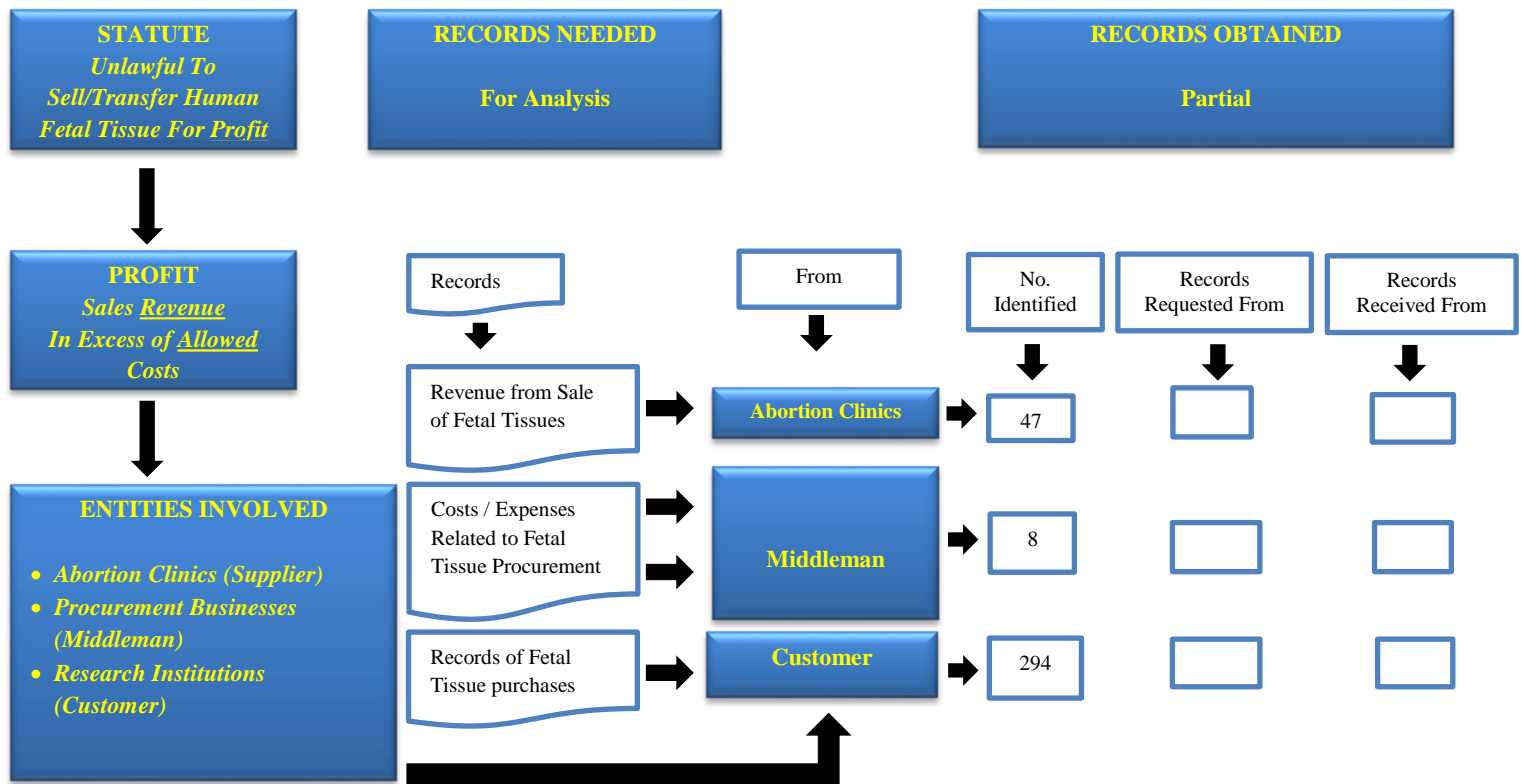 STATUTE
Unlawful To
Sell/Transfer Human
Fetal Tissue For Profit
RECORDS NEEDED
For Analysis
RECORDS OBTAINED
Partial
PROFIT
Sales Revenue
In Excess of Allowed
Costs
Records
From
No.
Identified
Records
Requested From
Records
Received From
Revenue from Sale
of Fetal Tissues
Abortion Clinics
47
ENTITIES INVOLVED
• Abortion Clinics (Supplier)
• Procurement Businesses
(Middleman)
• Research Institutions
(Customer)
Costs / Expenses
Related to Fetal
Tissue Procurement
Middleman
8
Records of Fetal
Tissue purchases
Customer
294